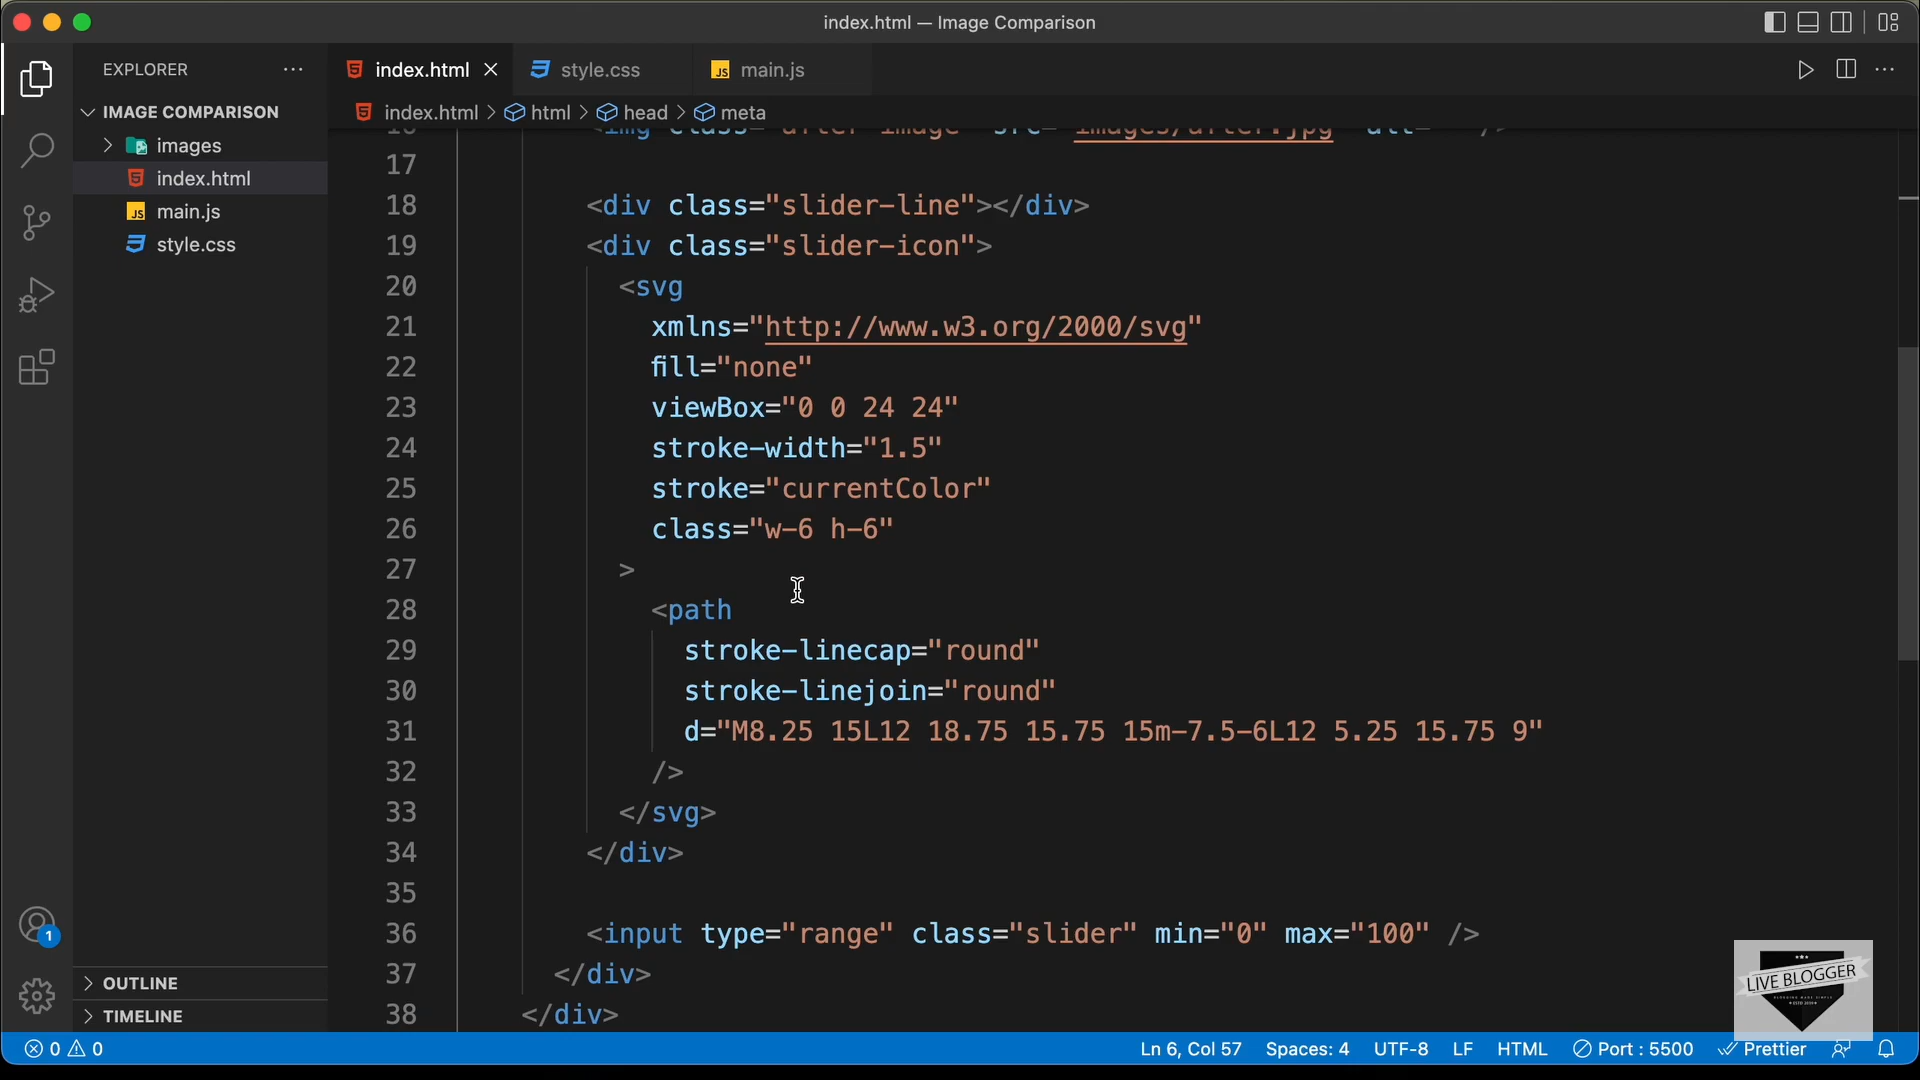 index.html — Image Comparison
EXPLORER
index.html
style.css
main.js
IMAGE COMPARISON
index.html > html > head > meta
images
index.html
main.js
style.css
17
18 <div class="slider-line"></div>
19 <div class="slider-icon">
20 <svg
21 xmlns="http://www.w3.org/2000/svg"
22 fill="none"
23 viewBox="0 0 24 24"
24 stroke-width="1.5"
25 stroke="currentColor"
26 class="w-6 h-6"
27 >
28 <path
29 stroke-linecap="round"
30 stroke-linejoin="round"
31 d="M8.25 15L12 18.75 15.75 15m-7.5-6L12 5.25 15.75 9"
32 />
33 </svg>
34 </div>
35
36 <input type="range" class="slider" min="0" max="100" />
37 </div>
38 </div>
1
OUTLINE
TIMELINE
LIVE BLOGGER
0 0 Ln 6, Col 57 Spaces: 4 UTF-8 LF HTML Port : 5500 Prettier